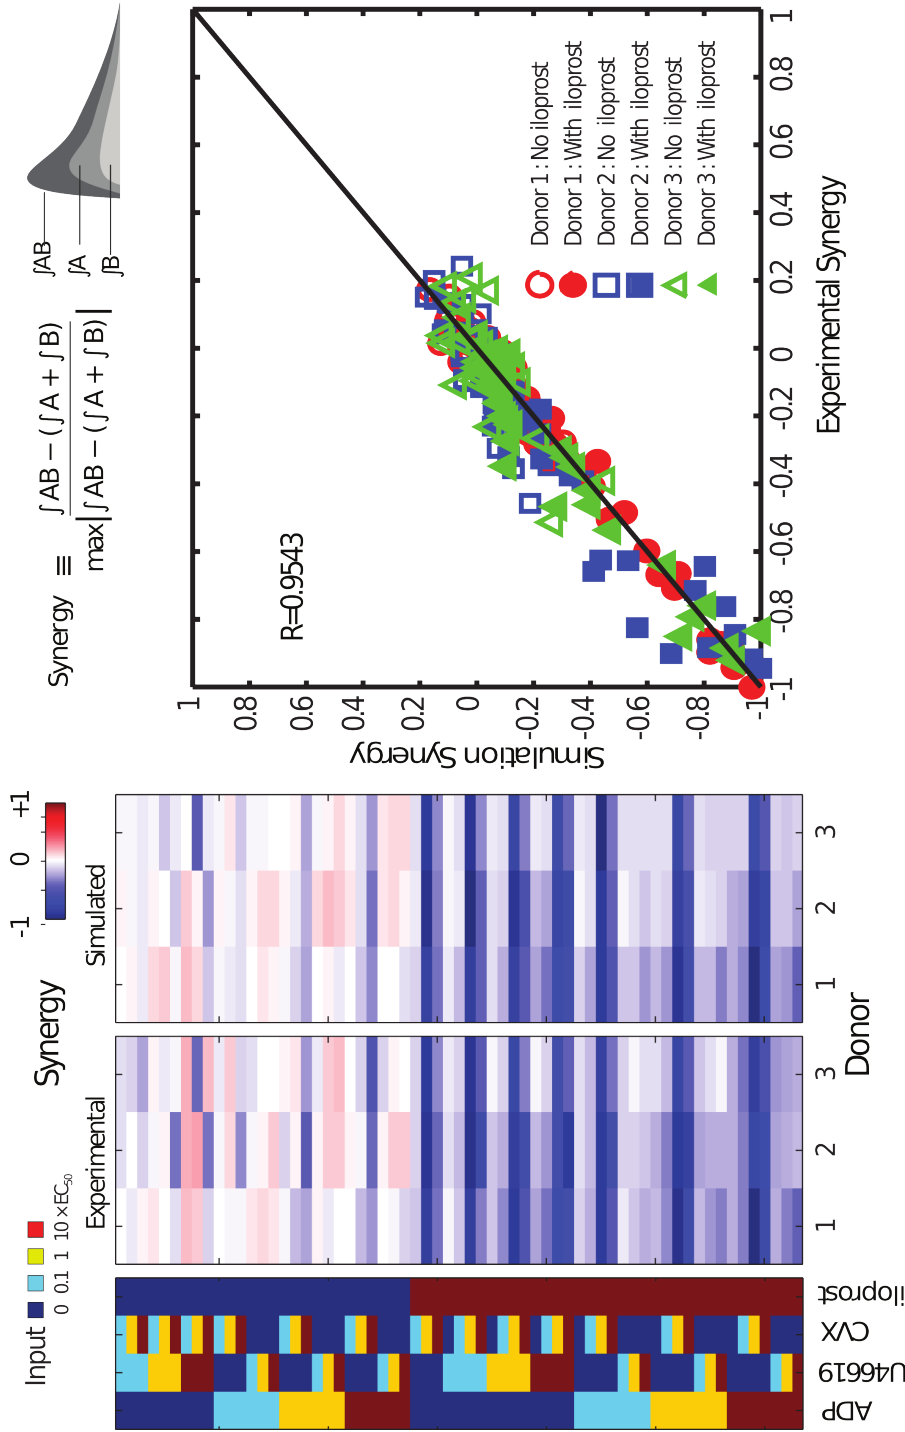 Input
0 0.1 1 10 ×EC50
Synergy
-1 0 +1
Experimental
Simulated
ADP
U46619
CVX
iloprost
1 2 3
1 2 3
Donor
Synergy ≡ ∫AB − (∫A + ∫B)
max|∫AB − (∫A + ∫B)|
∫AB
∫A
∫B
R=0.9543
Simulation Synergy
1
0.8
0.6
0.4
0.2
0
-0.2
-0.4
-0.6
-0.8
-1
-1 -0.8 -0.6 -0.4 -0.2 0 0.2 0.4 0.6 0.8 1
Experimental Synergy
Donor 1: No iloprost
Donor 1: With iloprost
Donor 2: No iloprost
Donor 2: With iloprost
Donor 3: No iloprost
Donor 3: With iloprost